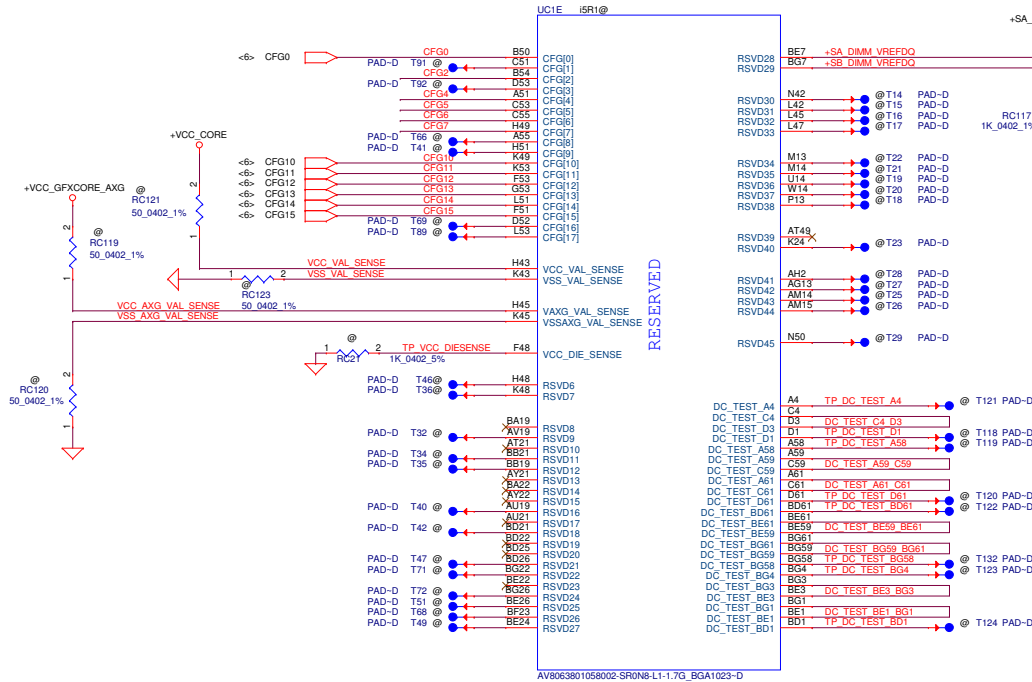 UC1E i5R1@
+SA_
<6> CFG0 CFG0 B50 CFG[0]
PAD~D T91 @ C51 CFG[1]
CFG2 B54 CFG[2]
PAD~D T92 @ D53 CFG[3]
CFG4 A51 CFG[4]
CFG5 C53 CFG[5]
CFG6 C55 CFG[6]
CFG7 H49 CFG[7]
PAD~D T66 @ A55 CFG[8]
PAD~D T41 @ H51 CFG[9]
<6> CFG10 CFG10 K49 CFG[10]
<6> CFG11 CFG11 K53 CFG[11]
<6> CFG12 CFG12 F53 CFG[12]
<6> CFG13 CFG13 G53 CFG[13]
<6> CFG14 CFG14 L51 CFG[14]
<6> CFG15 CFG15 F51 CFG[15]
PAD~D T69 @ D52 CFG[16]
PAD~D T89 @ L53 CFG[17]
+VCC_CORE
+VCC_GFXCORE_AXG
@
RC121
50_0402_1%
2
1
@
RC119
50_0402_1%
2
1
VCC_VAL_SENSE H43 VCC_VAL_SENSE
1 2 VSS_VAL_SENSE K43 VSS_VAL_SENSE
@
RC123
50_0402_1%
VCC_AXG_VAL_SENSE H45 VAXG_VAL_SENSE
VSS_AXG_VAL_SENSE K45 VSSAXG_VAL_SENSE
1 2 TP_VCC_DIESENSE F48 VCC_DIE_SENSE
@
RC21 1K_0402_5%
@
RC120
50_0402_1%
2
1
PAD~D T46@ H48 RSVD6
PAD~D T36@ K48 RSVD7
BA19 RSVD8
PAD~D T32 @ AV19 RSVD9
AT21 RSVD10
PAD~D T34 @ BB21 RSVD11
PAD~D T35 @ BB19 RSVD12
AY21 RSVD13
BA22 RSVD14
AY22 RSVD15
PAD~D T40 @ AU19 RSVD16
AU21 RSVD17
PAD~D T42 @ BD21 RSVD18
BD22 RSVD19
BD25 RSVD20
PAD~D T47 @ BD26 RSVD21
PAD~D T71 @ BG22 RSVD22
BE22 RSVD23
PAD~D T72 @ BG26 RSVD24
PAD~D T51 @ BE26 RSVD25
PAD~D T68 @ BF23 RSVD26
PAD~D T49 @ BE24 RSVD27
RESERVED
RSVD28 BE7 +SA_DIMM_VREFDQ
RSVD29 BG7 +SB_DIMM_VREFDQ
RSVD30 N42 @T14 PAD~D
RSVD31 L42 @T15 PAD~D
RSVD32 L45 @T16 PAD~D
RSVD33 L47 @T17 PAD~D
RC117
1K_0402_1%
RSVD34 M13 @T22 PAD~D
RSVD35 M14 @T21 PAD~D
RSVD36 U14 @T19 PAD~D
RSVD37 W14 @T20 PAD~D
RSVD38 P13 @T18 PAD~D
RSVD39 AT49
RSVD40 K24 @T23 PAD~D
RSVD41 AH2 @T28 PAD~D
RSVD42 AG13 @T27 PAD~D
RSVD43 AM14 @T25 PAD~D
RSVD44 AM15 @T26 PAD~D
RSVD45 N50 @T29 PAD~D
DC_TEST_A4 A4 TP_DC_TEST_A4 @ T121 PAD~D
DC_TEST_C4 C4
DC_TEST_D3 D3 DC_TEST_C4_D3
DC_TEST_D1 D1 TP_DC_TEST_D1 @ T118 PAD~D
DC_TEST_A58 A58 TP_DC_TEST_A58 @ T119 PAD~D
DC_TEST_A59 A59
DC_TEST_C59 C59 DC_TEST_A59_C59
DC_TEST_A61 A61
DC_TEST_C61 C61 DC_TEST_A61_C61
DC_TEST_D61 D61 TP_DC_TEST_D61 @ T120 PAD~D
DC_TEST_BD61 BD61 TP_DC_TEST_BD61 @ T122 PAD~D
DC_TEST_BE61 BE61
DC_TEST_BE59 BE59 DC_TEST_BE59_BE61
DC_TEST_BG61 BG61
DC_TEST_BG59 BG59 DC_TEST_BG59_BG61
DC_TEST_BG58 BG58 TP_DC_TEST_BG58 @ T132 PAD~D
DC_TEST_BG4 BG4 TP_DC_TEST_BG4 @ T123 PAD~D
DC_TEST_BG3 BG3
DC_TEST_BE3 BE3 DC_TEST_BE3_BG3
DC_TEST_BG1 BG1
DC_TEST_BE1 BE1 DC_TEST_BE1_BG1
DC_TEST_BD1 BD1 TP_DC_TEST_BD1 @ T124 PAD~D
AV8063801058002-SR0N8-L1-1.7G_BGA1023~D